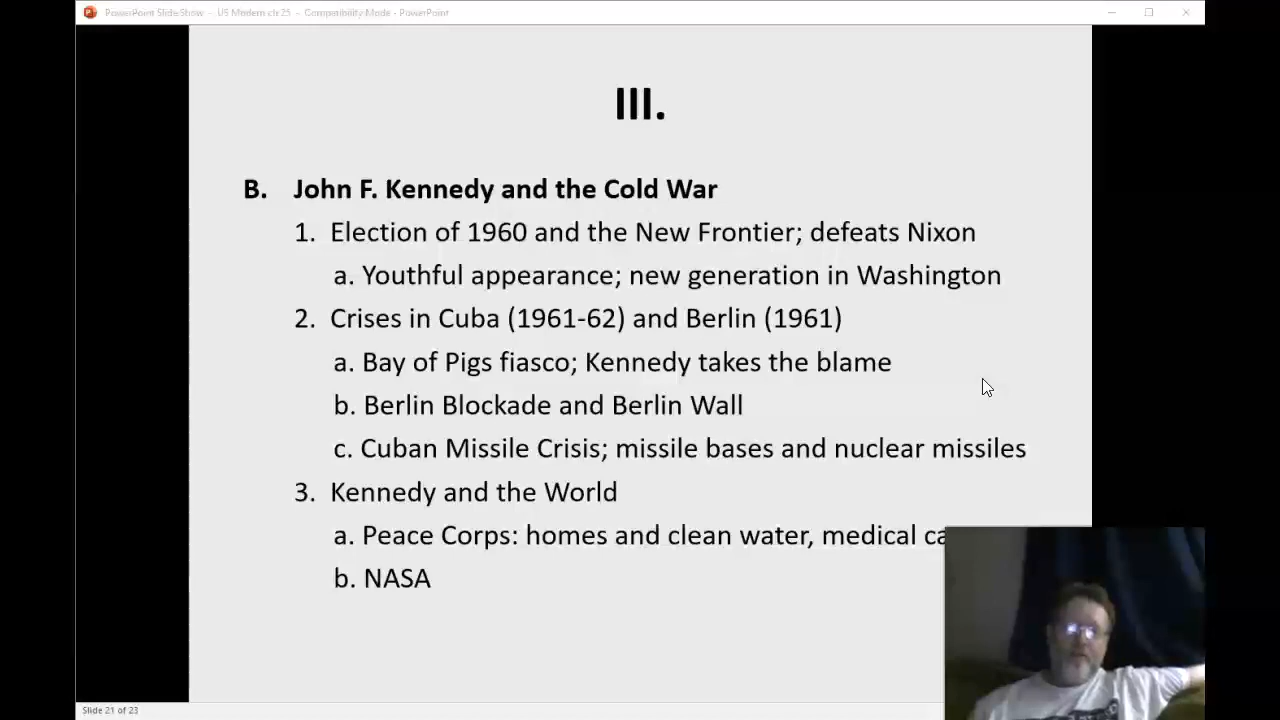 PowerPoint Slide Show - US Modern ch 25 - Compatibility Mode - PowerPoint
III.
B. John F. Kennedy and the Cold War
1. Election of 1960 and the New Frontier; defeats Nixon
a. Youthful appearance; new generation in Washington
2. Crises in Cuba (1961-62) and Berlin (1961)
a. Bay of Pigs fiasco; Kennedy takes the blame
b. Berlin Blockade and Berlin Wall
c. Cuban Missile Crisis; missile bases and nuclear missiles
3. Kennedy and the World
a. Peace Corps: homes and clean water, medical
b. NASA
Slide 21 of 23